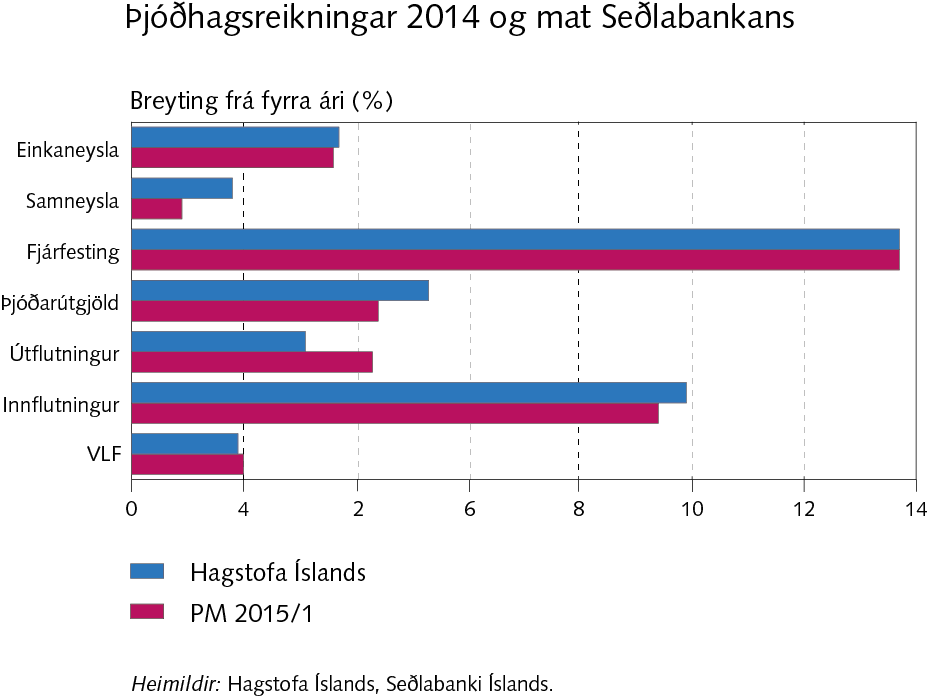 Þjóðhagsreikningar 2014 og mat Seðlabankans
Breyting frá fyrra ári (%)
Einkaneysla
Samneysla
Fjárfesting
Þjóðarútgjöld
Útflutningur
Innflutningur
VLF
0 4 2 6 8 10 12 14
Hagstofa Íslands
PM 2015/1
Heimildir: Hagstofa Íslands, Seðlabanki Íslands.